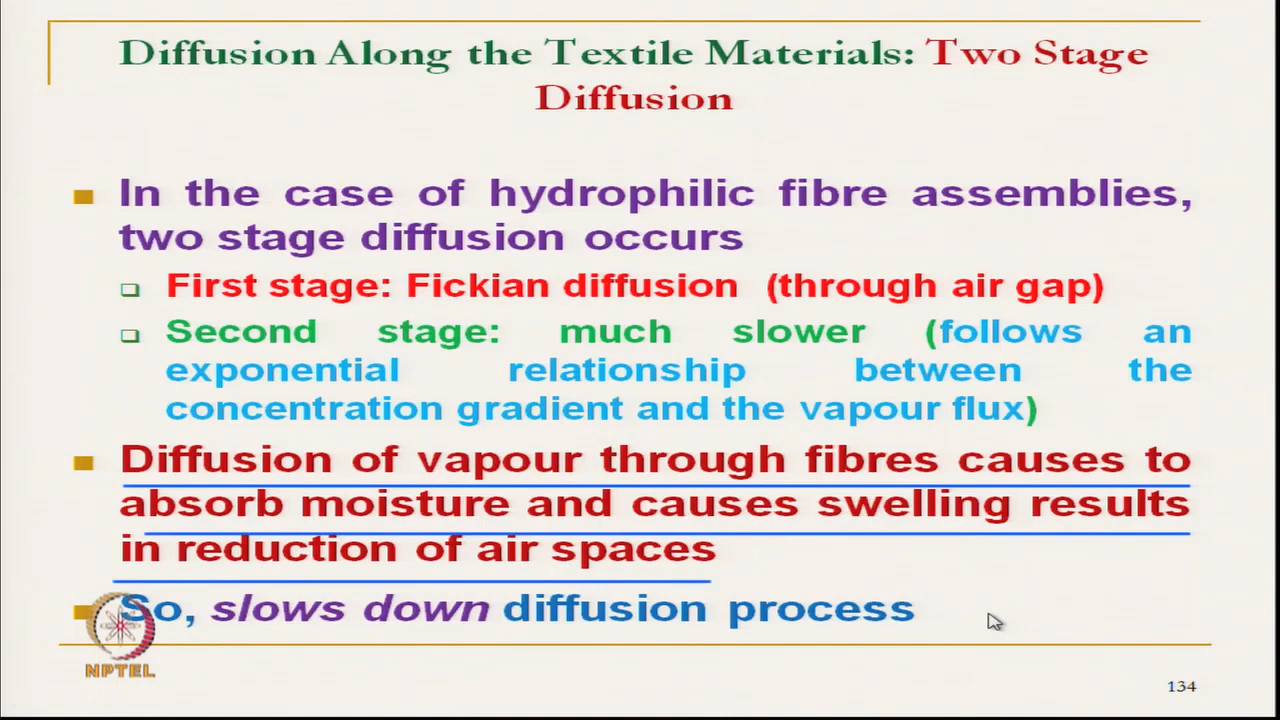 Diffusion Along the Textile Materials: Two Stage
Diffusion
In the case of hydrophilic fibre assemblies,
two stage diffusion occurs
First stage: Fickian diffusion (through air gap)
Second stage: much slower (follows an
exponential relationship between the
concentration gradient and the vapour flux)
Diffusion of vapour through fibres causes to
absorb moisture and causes swelling results
in reduction of air spaces
So, slows down diffusion process
NPTEL
134